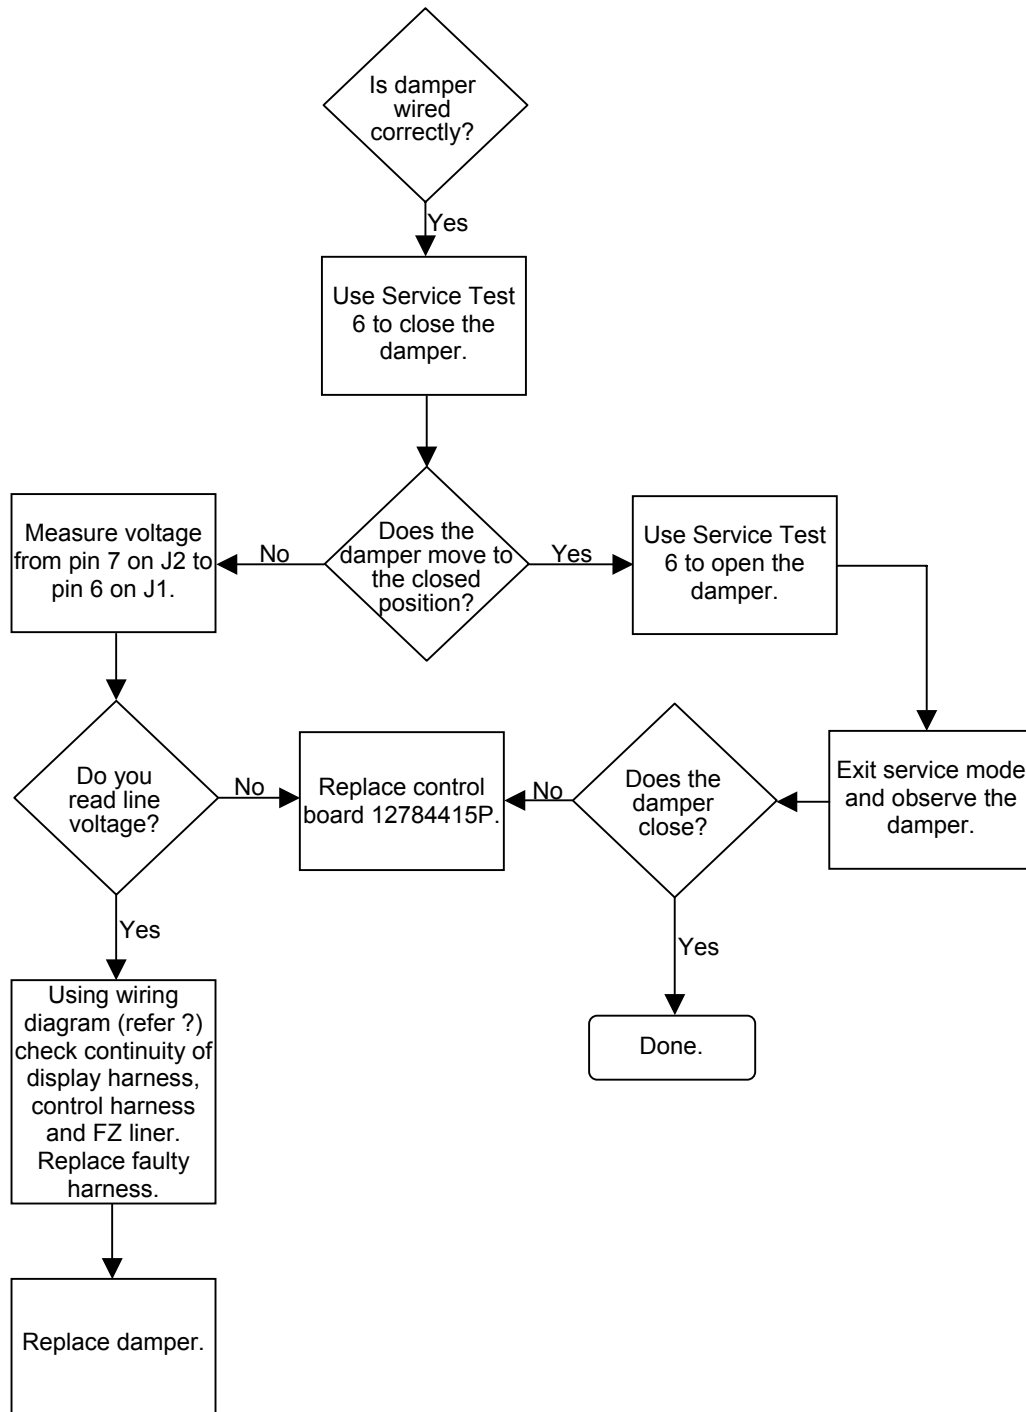 Is damper
wired
correctly?
Yes
Use Service Test
6 to close the
damper.
Measure voltage
from pin 7 on J2 to
pin 6 on J1.
No
Does the
damper move to
the closed
position?
Yes
Use Service Test
6 to open the
damper.
Do you
read line
voltage?
No
Replace control
board 12784415P.
No
Does the
damper
close?
Exit service mode
and observe the
damper.
Yes
Yes
Using wiring
diagram (refer ?)
check continuity of
display harness,
control harness
and FZ liner.
Replace faulty
harness.
Done.
Replace damper.